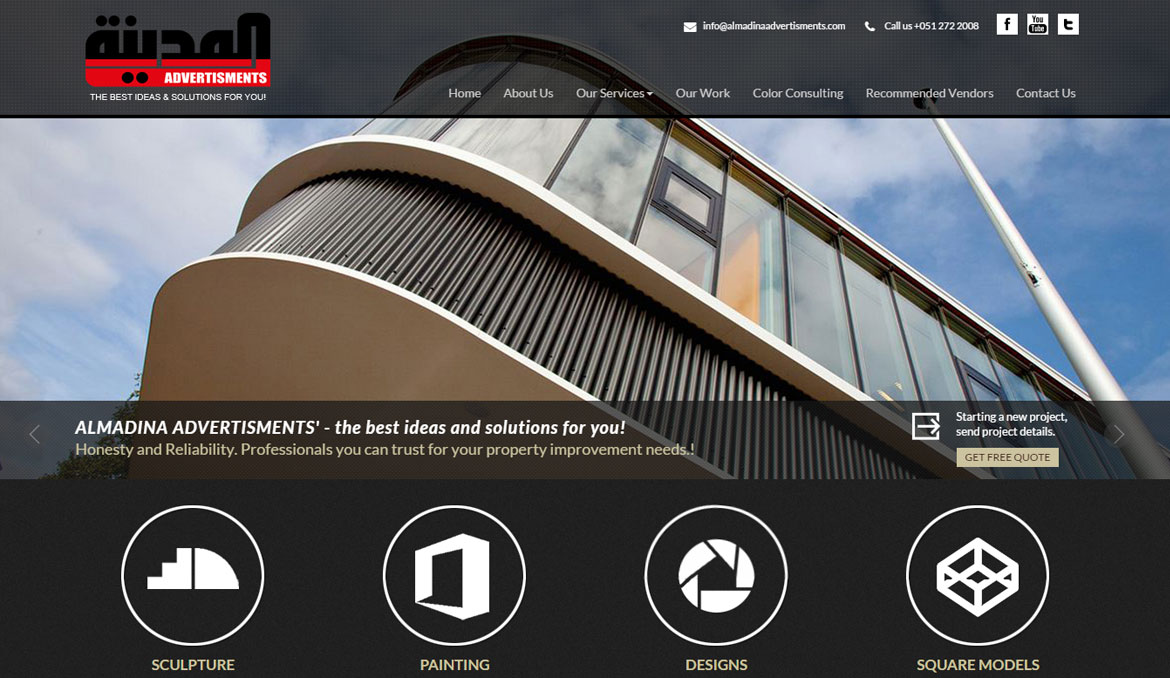 المدينة
ADVERTISMENTS
THE BEST IDEAS & SOLUTIONS FOR YOU!
info@almadinaadvertisments.com
Call us +051 272 2008
f
You
Tube
t
Home
About Us
Our Services
Our Work
Color Consulting
Recommended Vendors
Contact Us
ALMADINA ADVERTISMENTS' - the best ideas and solutions for you!
Honesty and Reliability. Professionals you can trust for your property improvement needs.!
Starting a new project,
send project details.
GET FREE QUOTE
SCULPTURE
PAINTING
DESIGNS
SQUARE MODELS